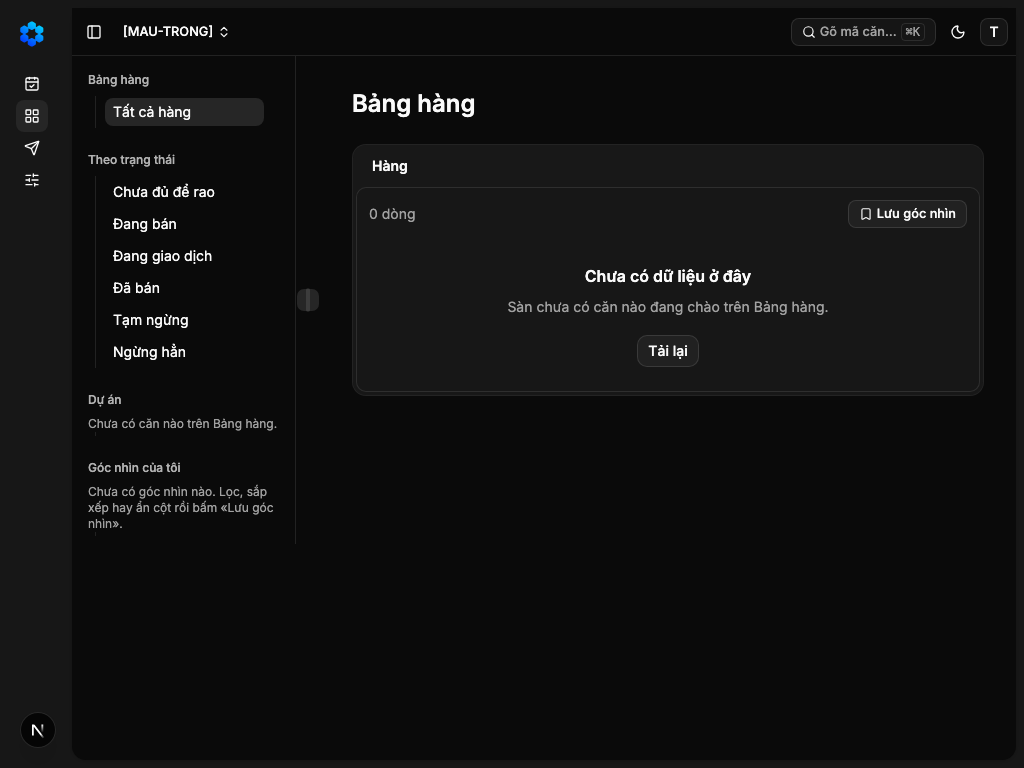 [MAU-TRONG]
Gõ mã căn... ⌘K
T
Bảng hàng
Tất cả hàng
Theo trạng thái
Chưa đủ để rao
Đang bán
Đang giao dịch
Đã bán
Tạm ngừng
Ngừng hẳn
Dự án
Chưa có căn nào trên Bảng hàng.
Góc nhìn của tôi
Chưa có góc nhìn nào. Lọc, sắp
xếp hay ẩn cột rồi bấm «Lưu góc
nhìn».
Bảng hàng
Hàng
0 dòng
Lưu góc nhìn
Chưa có dữ liệu ở đây
Sàn chưa có căn nào đang chào trên Bảng hàng.
Tải lại
N